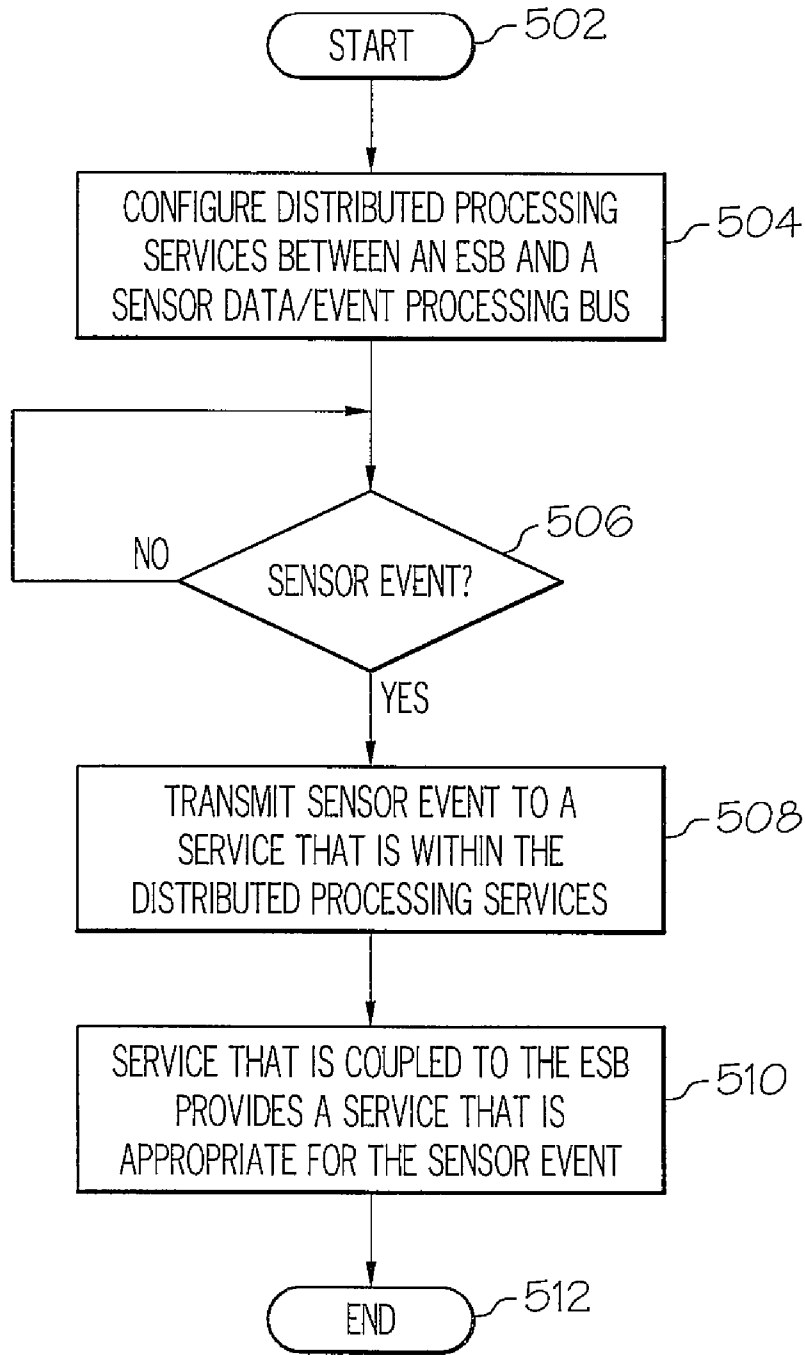 START
502
CONFIGURE DISTRIBUTED PROCESSING
SERVICES BETWEEN AN ESB AND A
SENSOR DATA/EVENT PROCESSING BUS
504
SENSOR EVENT?
506
NO
YES
TRANSMIT SENSOR EVENT TO A
SERVICE THAT IS WITHIN THE
DISTRIBUTED PROCESSING SERVICES
508
SERVICE THAT IS COUPLED TO THE ESB
PROVIDES A SERVICE THAT IS
APPROPRIATE FOR THE SENSOR EVENT
510
END
512